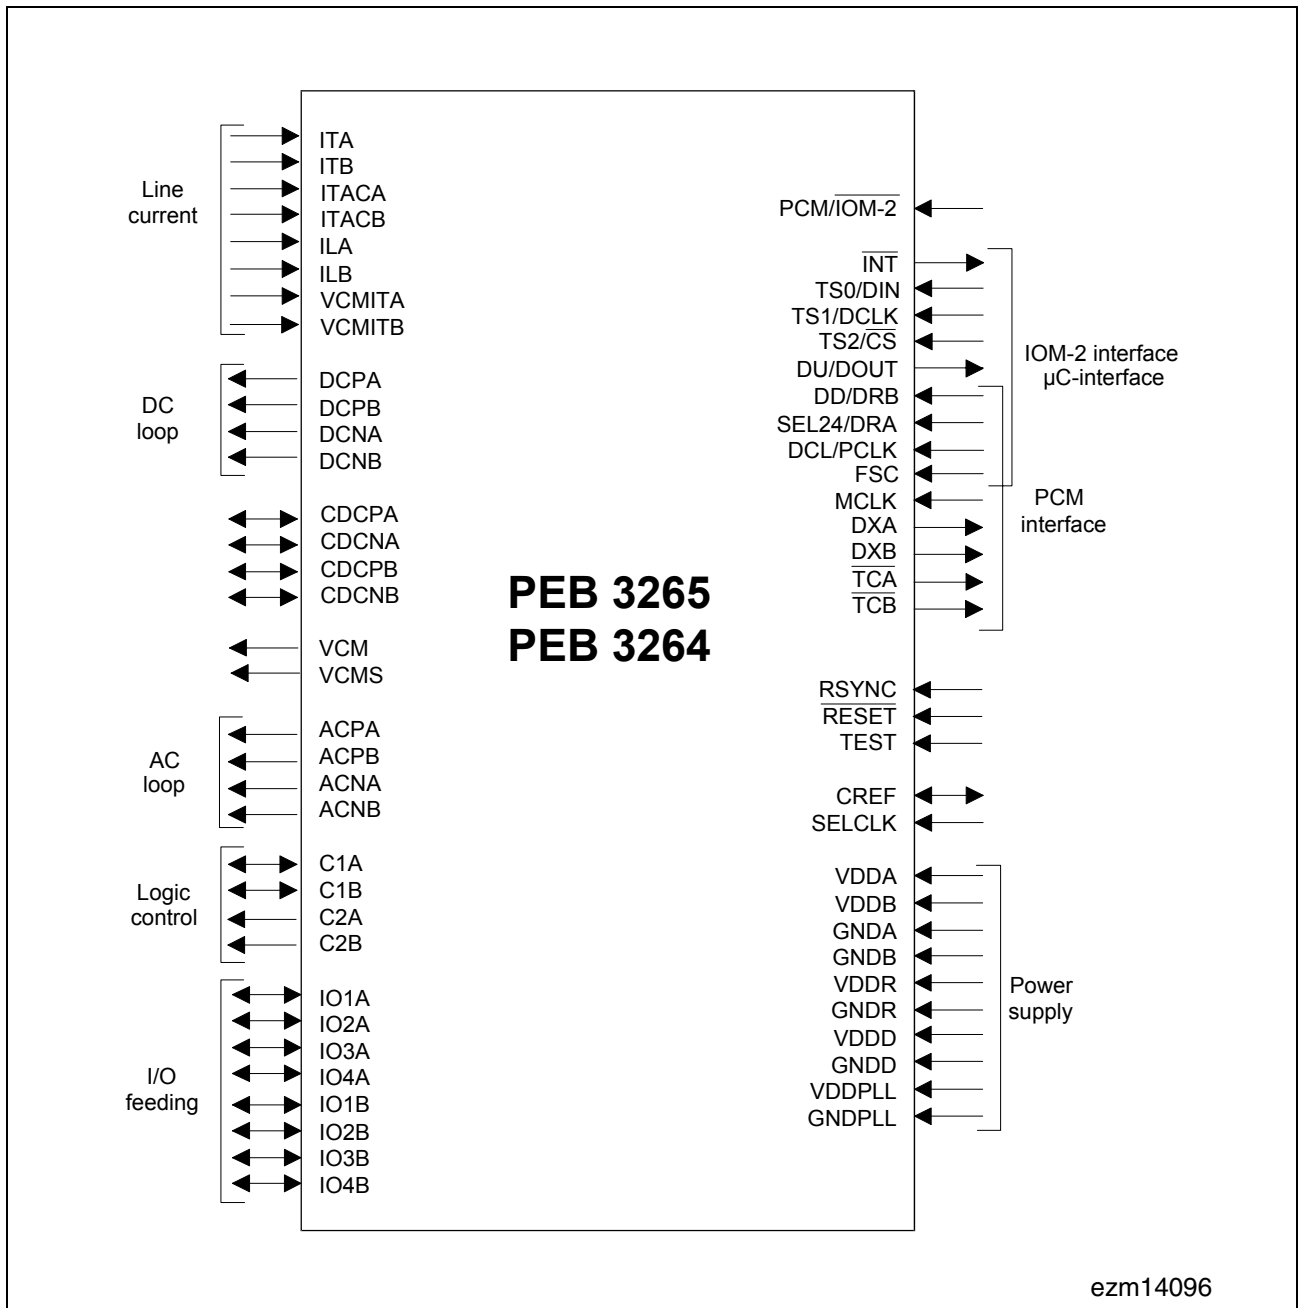 Line
current
ITA
ITB
ITACA
ITACB
ILA
ILB
VCMITA
VCMITB
DC
loop
DCPA
DCPB
DCNA
DCNB
CDCPA
CDCNA
CDCPB
CDCNB
VCM
VCMS
AC
loop
ACPA
ACPB
ACNA
ACNB
Logic
control
C1A
C1B
C2A
C2B
I/O
feeding
IO1A
IO2A
IO3A
IO4A
IO1B
IO2B
IO3B
IO4B
PEB 3265
PEB 3264
PCM/IOM-2
INT
TS0/DIN
TS1/DCLK
TS2/CS
DU/DOUT
DD/DRB
SEL24/DRA
DCL/PCLK
FSC
MCLK
DXA
DXB
TCA
TCB
IOM-2 interface
µC-interface
PCM
interface
RSYNC
RESET
TEST
CREF
SELCLK
VDDA
VDDB
GNDA
GNDB
VDDR
GNDR
VDDD
GNDD
VDDPLL
GNDPLL
Power
supply
ezm14096